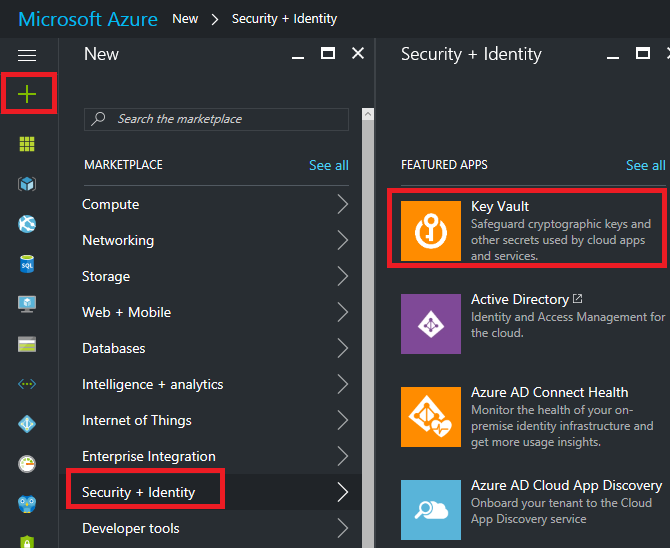 Microsoft Azure New > Security + Identity
New
Search the marketplace
MARKETPLACE See all
Compute
Networking
Storage
Web + Mobile
Databases
Intelligence + analytics
Internet of Things
Enterprise Integration
Security + Identity
Developer tools
Security + Identity
FEATURED APPS See all
Key Vault
Safeguard cryptographic keys and
other secrets used by cloud apps
and services.
Active Directory
Identity and Access Management for
the cloud.
Azure AD Connect Health
Monitor the health of your on-
premise identity infrastructure and
get more usage insights.
Azure AD Cloud App Discovery
Onboard your tenant to the Cloud
App Discovery service
SQL